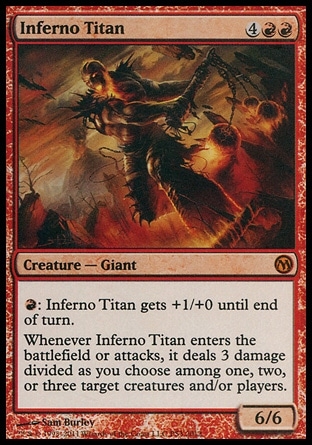 Inferno Titan 4
Creature — Giant
: Inferno Titan gets +1/+0 until end
of turn.
Whenever Inferno Titan enters the
battlefield or attacks, it deals 3 damage
divided as you choose among one, two,
or three target creatures and/or players.
Sam Burley
6/6